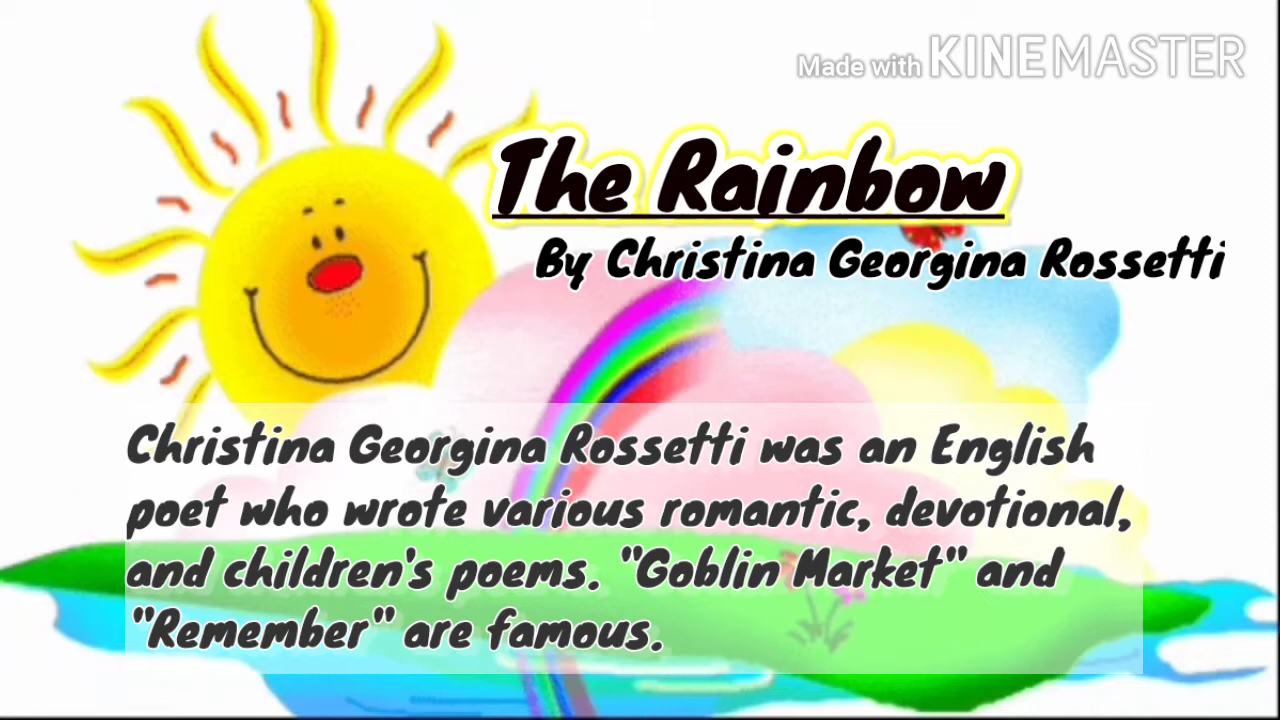 Made with KINEMASTER
The Rainbow
By Christina Georgina Rossetti
Christina Georgina Rossetti was an English
poet who wrote various romantic, devotional,
and children's poems. "Goblin Market" and
"Remember" are famous.